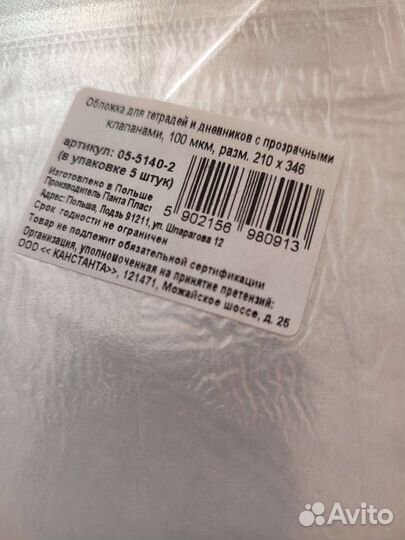 Обложка для тетрадей и дневников с прозрачными
клапанами, 100 мкм, разм. 210 х 346
артикул: 05-5140-2
(в упаковке 5 штук)
Изготовлено в Польше
Производитель Панта Пласт
Адрес: Польша, Лодзь 91211, ул. Шпарагова 12
Срок годности не ограничен
Товар не подлежит обязательной сертификации
Организация, уполномоченная на принятие претензий:
ООО << КАНСТАНТА>>, 121471, Можайское шоссе, д. 25
5 902156 980913
Avito